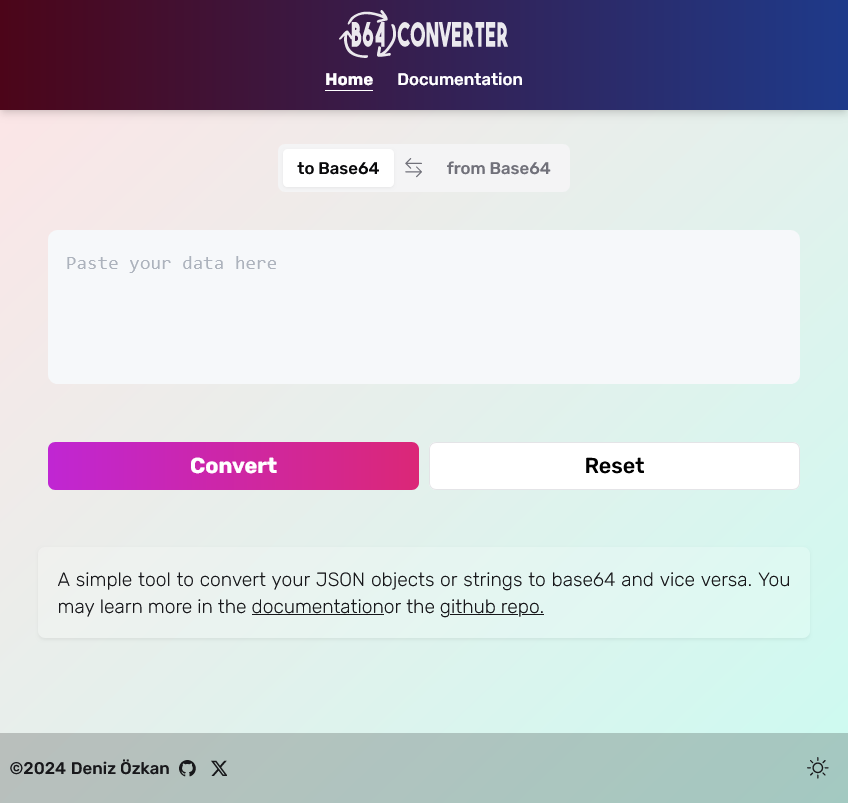 B64 CONVERTER
Home Documentation
to Base64 from Base64
Paste your data here
Convert Reset
A simple tool to convert your JSON objects or strings to base64 and vice versa. You
may learn more in the documentationor the github repo.
©2024 Deniz Özkan